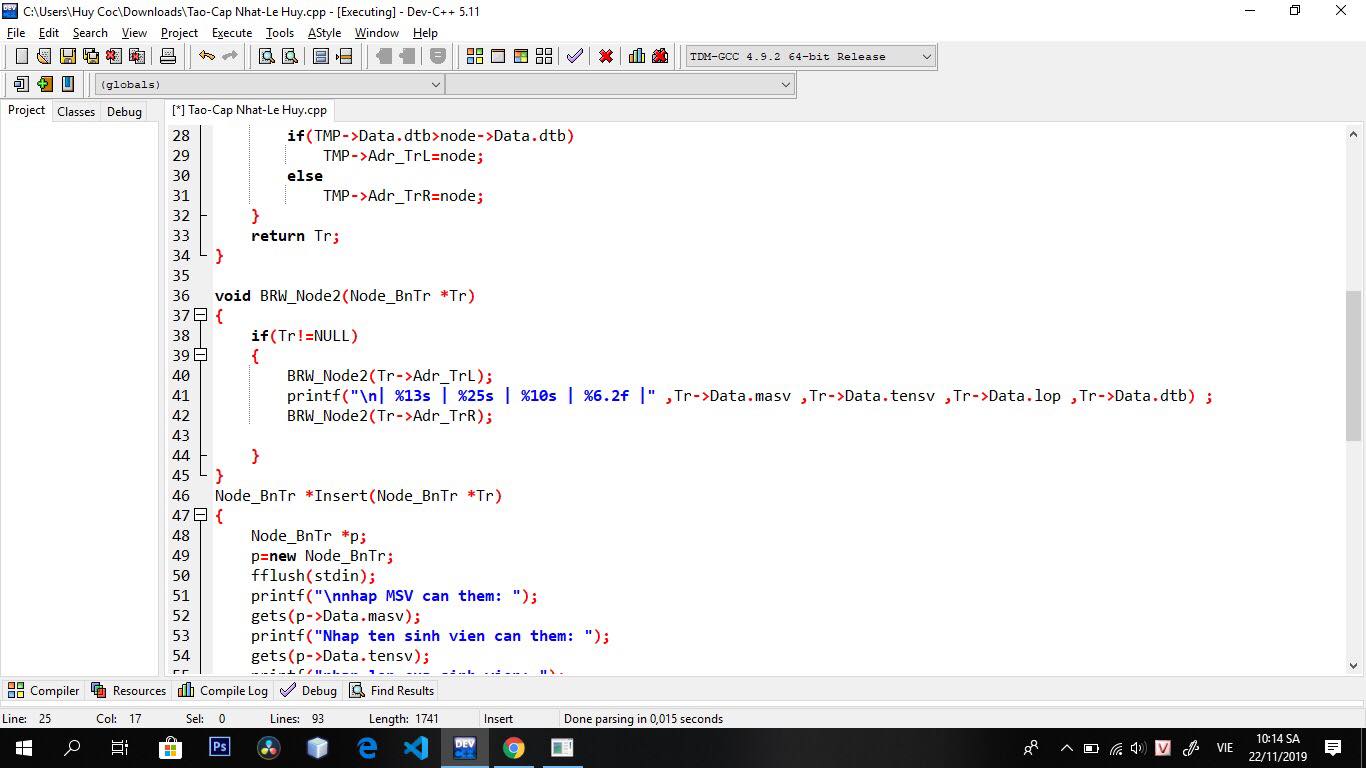 C:\Users\Huy Coc\Downloads\Tao-Cap Nhat-Le Huy.cpp - [Executing] - Dev-C++ 5.11
File Edit Search View Project Execute Tools AStyle Window Help
TDM-GCC 4.9.2 64-bit Release
(globals)
Project Classes Debug [*] Tao-Cap Nhat-Le Huy.cpp
28 if(TMP->Data.dtb>node->Data.dtb)
29 TMP->Adr_TrL=node;
30 else
31 TMP->Adr_TrR=node;
32 }
33 return Tr;
34 }
35
36 void BRW_Node2(Node_BnTr *Tr)
37 {
38 if(Tr!=NULL)
39 {
40 BRW_Node2(Tr->Adr_TrL);
41 printf("\n| %13s | %25s | %10s | %6.2f |" ,Tr->Data.masv ,Tr->Data.tensv ,Tr->Data.lop ,Tr->Data.dtb) ;
42 BRW_Node2(Tr->Adr_TrR);
43
44 }
45 }
46 Node_BnTr *Insert(Node_BnTr *Tr)
47 {
48 Node_BnTr *p;
49 p=new Node_BnTr;
50 fflush(stdin);
51 printf("\nnhap MSV can them: ");
52 gets(p->Data.masv);
53 printf("Nhap ten sinh vien can them: ");
54 gets(p->Data.tensv);
Compiler Resources Compile Log Debug Find Results
Line: 25 Col: 17 Sel: 0 Lines: 93 Length: 1741 Insert Done parsing in 0,015 seconds
Ps DEV VIE 10:14 SA
22/11/2019